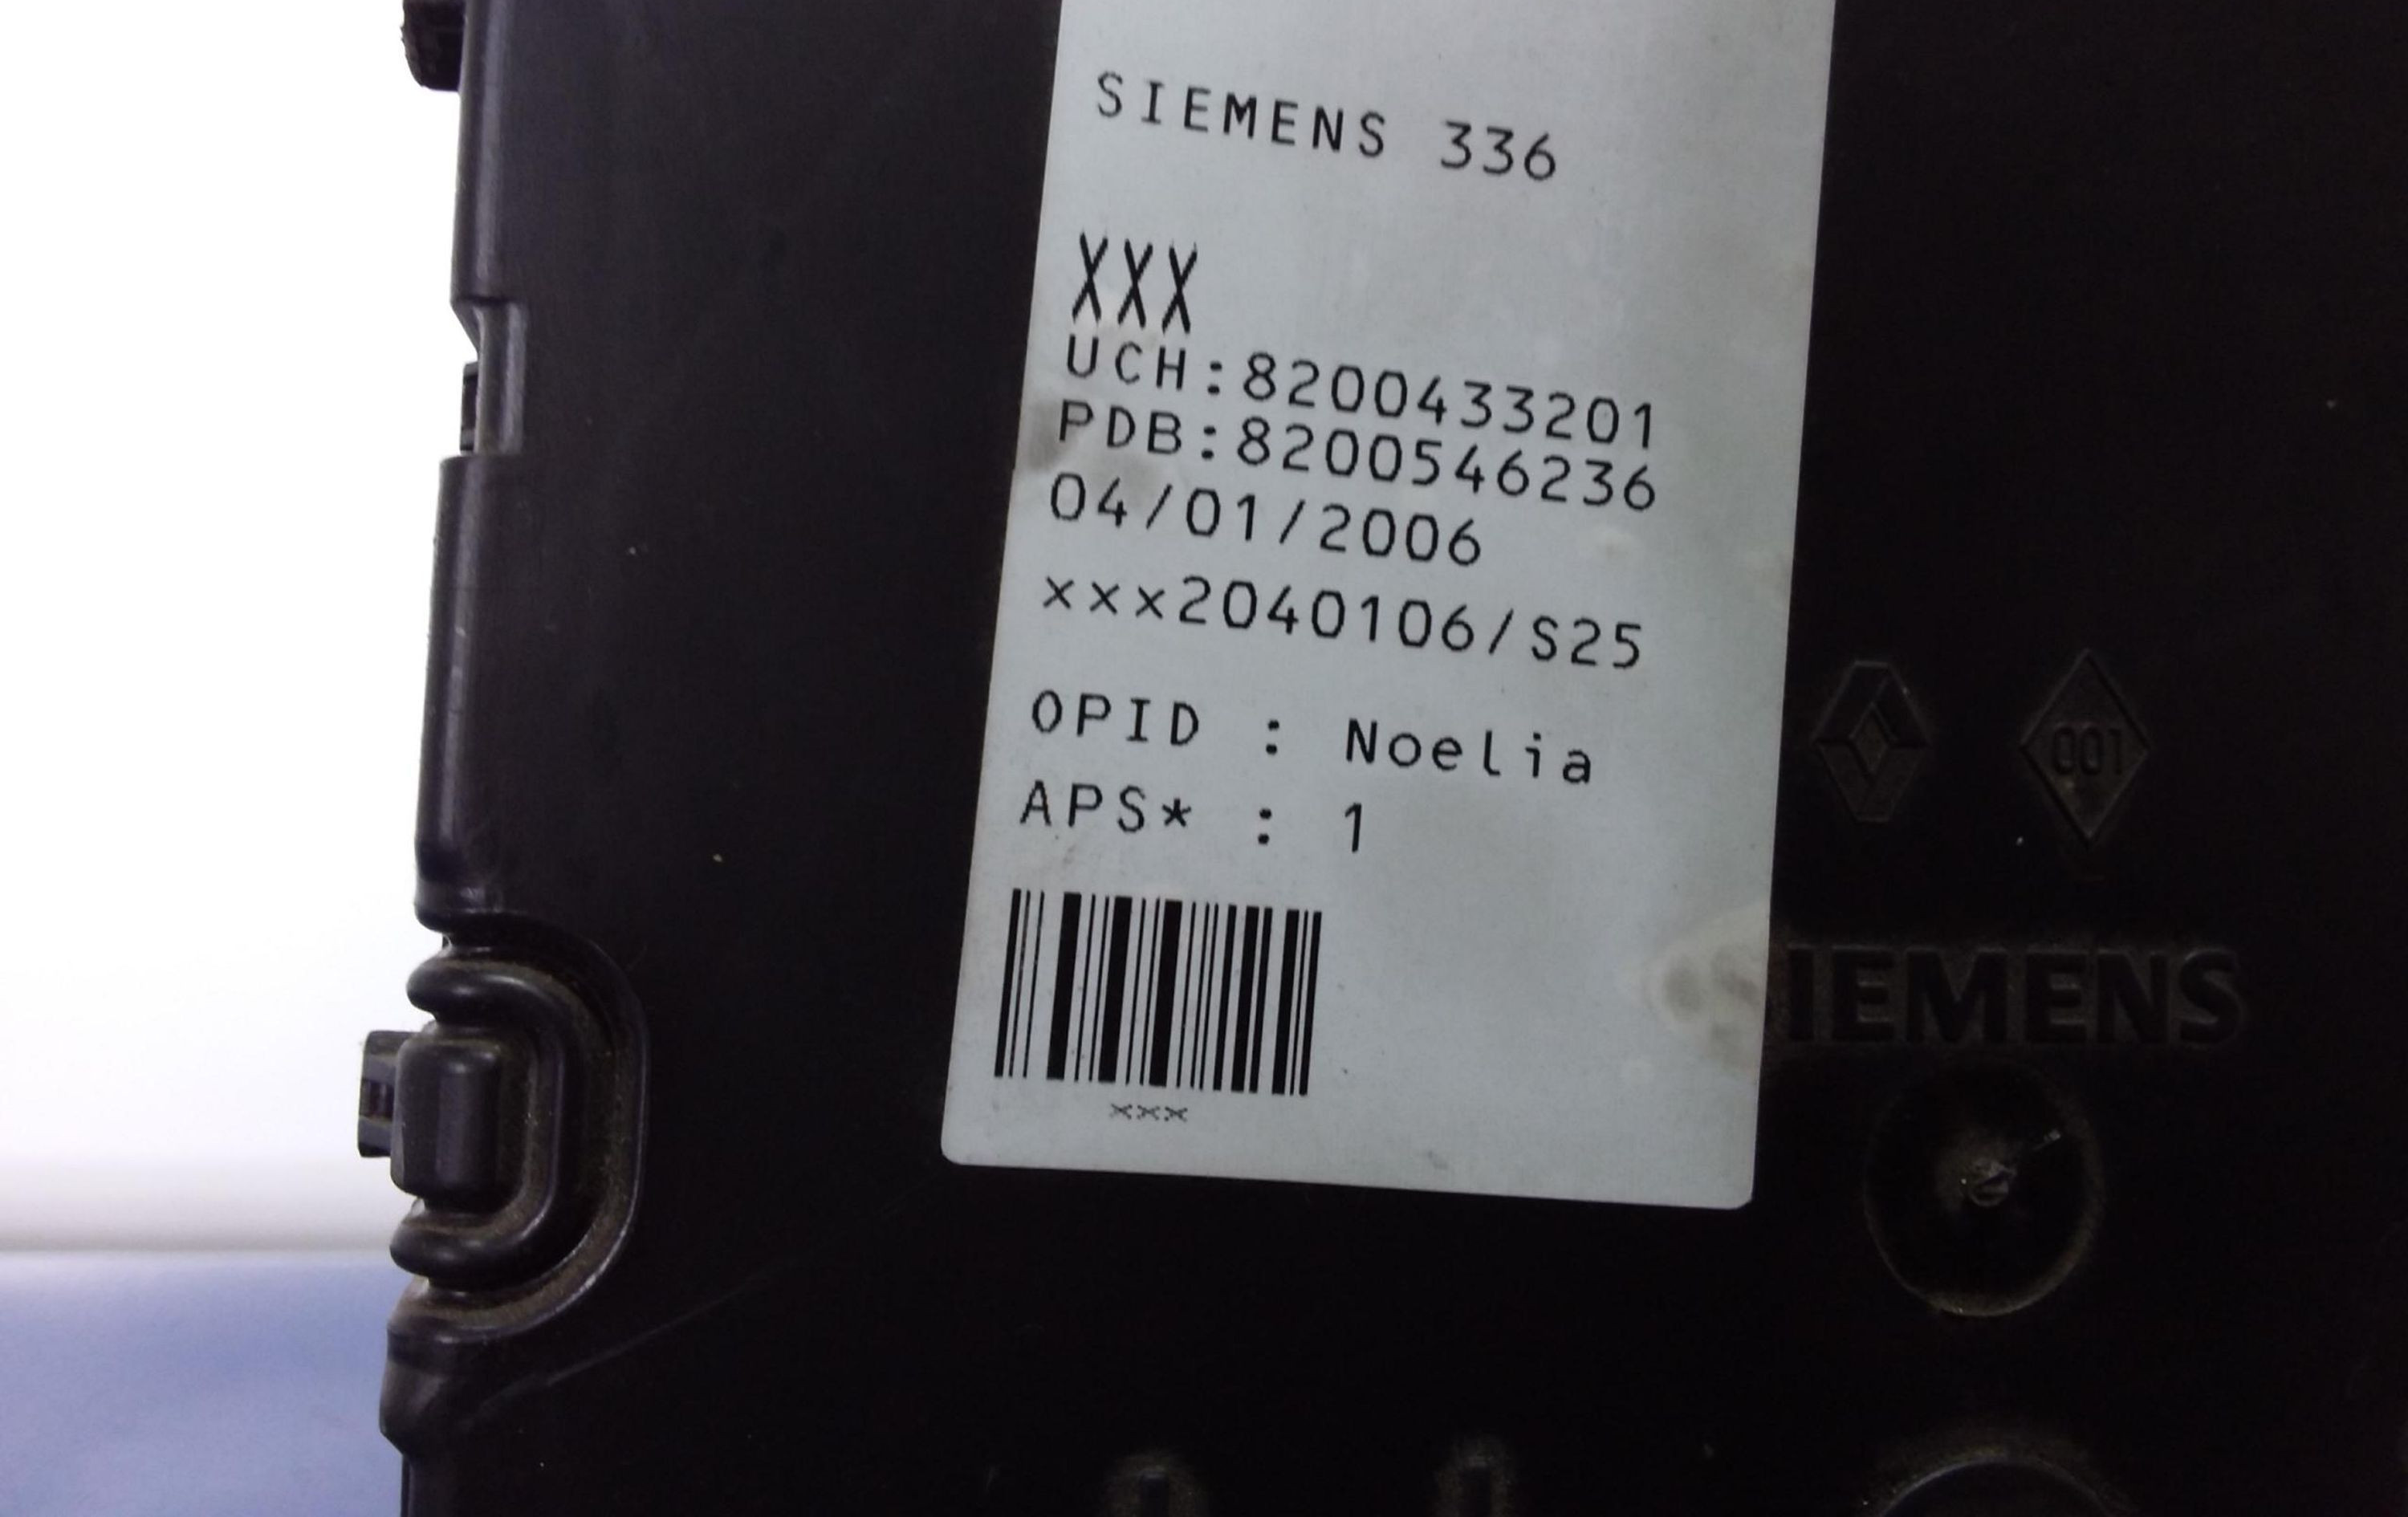 SIEMENS 336
XXX
UCH:8200433201
PDB:8200546236
04/01/2006
xxx2040106/S25
OPID : Noelia
APS* : 1
xxx
001
SIEMENS